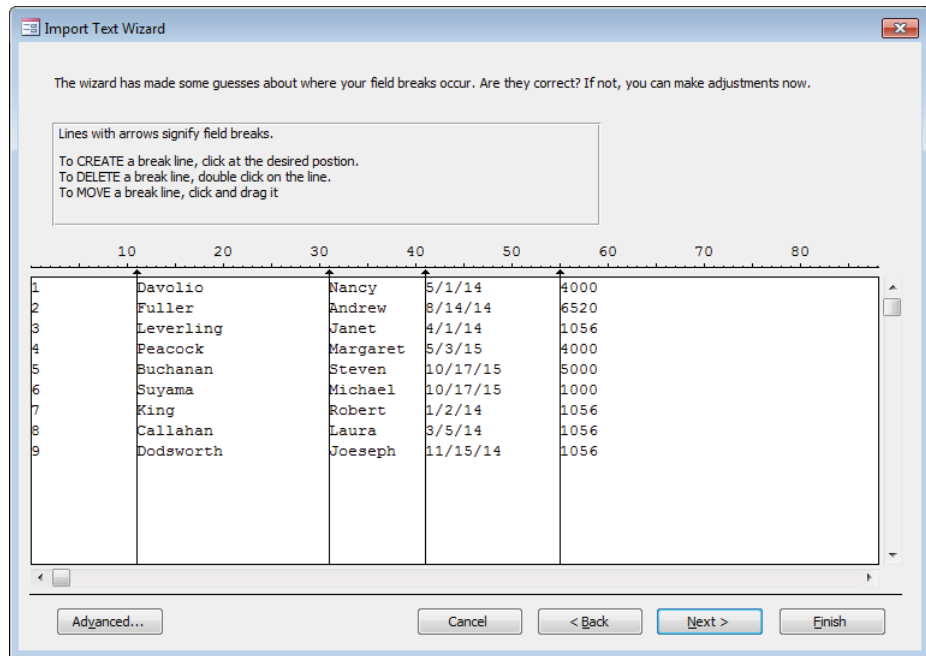 Import Text Wizard
The wizard has made some guesses about where your field breaks occur. Are they correct? If not, you can make adjustments now.
Lines with arrows signify field breaks.
To CREATE a break line, click at the desired postion.
To DELETE a break line, double click on the line.
To MOVE a break line, click and drag it
10 20 30 40 50 60 70 80
1 Davolio Nancy 5/1/14 4000
2 Fuller Andrew 8/14/14 6520
3 Leverling Janet 4/1/14 1056
4 Peacock Margaret 5/3/15 4000
5 Buchanan Steven 10/17/15 5000
6 Suyama Michael 10/17/15 1000
7 King Robert 1/2/14 1056
8 Callahan Laura 3/5/14 1056
9 Dodsworth Joeseph 11/15/14 1056
Advanced... Cancel < Back Next > Finish